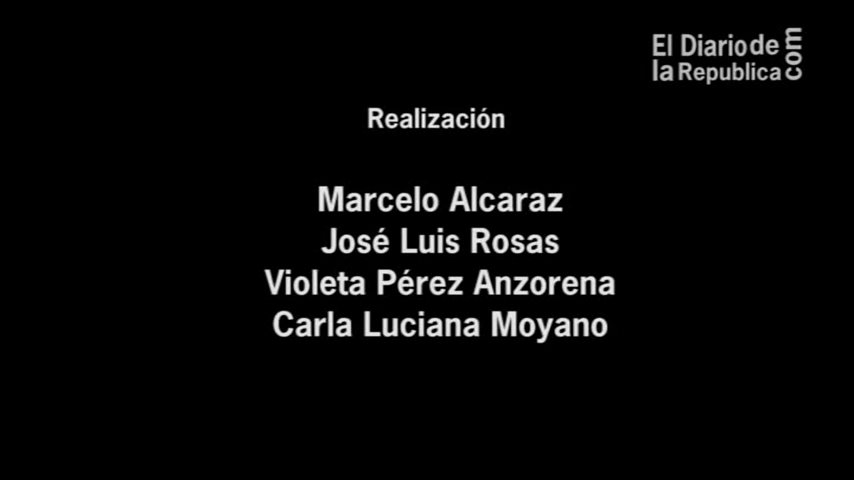 El Diario de
la Republica
com
Realización
Marcelo Alcaraz
José Luis Rosas
Violeta Pérez Anzorena
Carla Luciana Moyano